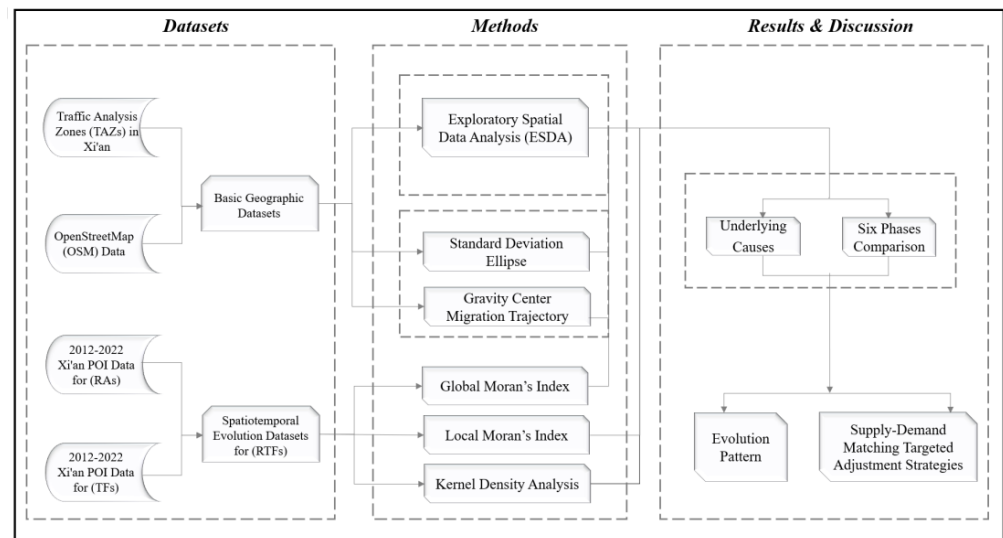 Datasets
Methods
Results & Discussion
Traffic Analysis
Zones (TAZs) in
Xi'an
OpenStreetMap
(OSM) Data
Basic Geographic
Datasets
2012-2022
Xi'an POI Data
for (RAs)
2012-2022
Xi'an POI Data
for (TFs)
Spatiotemporal
Evolution Datasets
for (RTFs)
Exploratory Spatial
Data Analysis (ESDA)
Standard Deviation
Ellipse
Gravity Center
Migration Trajectory
Global Moran’s Index
Local Moran’s Index
Kernel Density Analysis
Underlying
Causes
Six Phases
Comparison
Evolution
Pattern
Supply-Demand
Matching Targeted
Adjustment Strategies